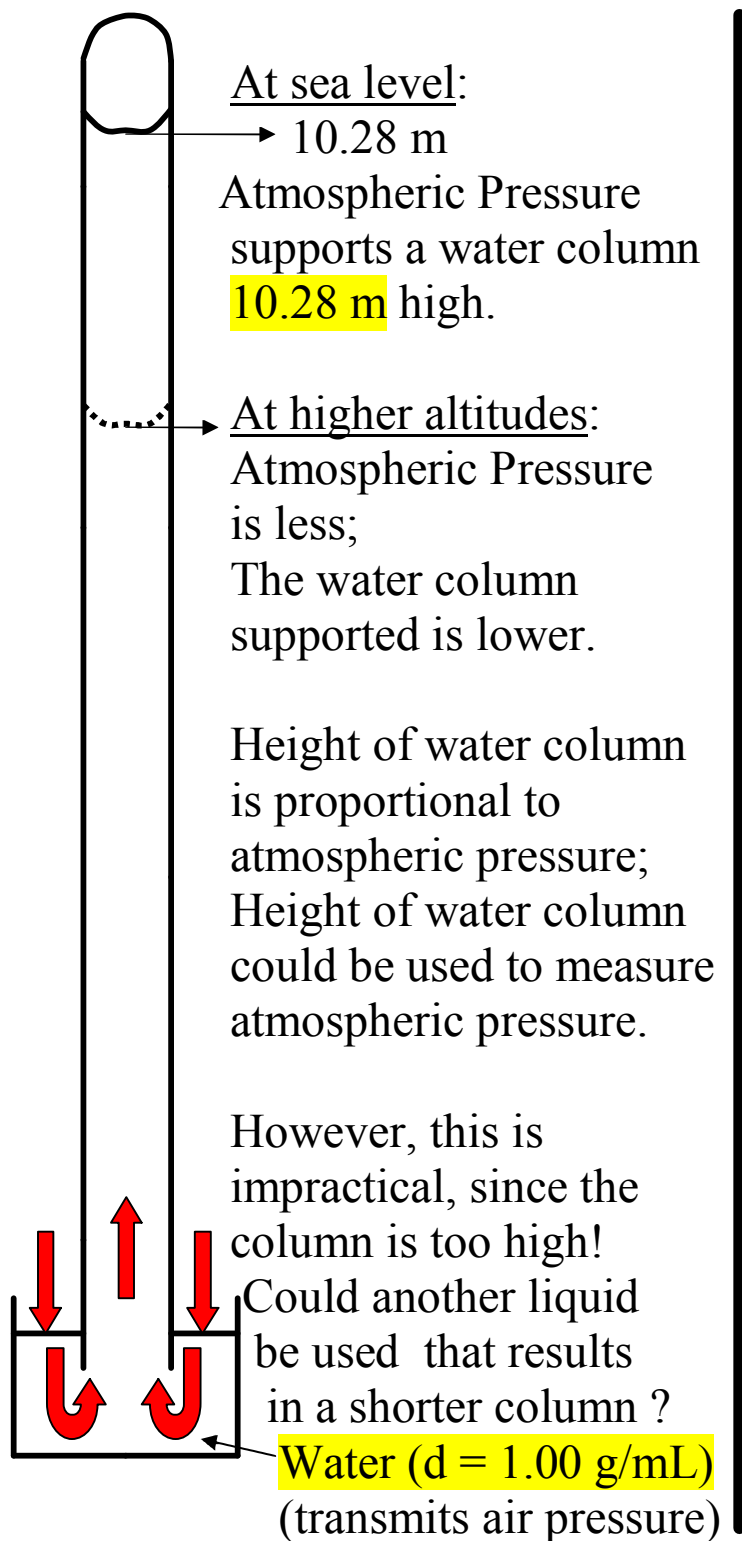 At sea level:
10.28 m
Atmospheric Pressure
supports a water column
10.28 m high.
At higher altitudes:
Atmospheric Pressure
is less;
The water column
supported is lower.
Height of water column
is proportional to
atmospheric pressure;
Height of water column
could be used to measure
atmospheric pressure.
However, this is
impractical, since the
column is too high!
Could another liquid
be used that results
in a shorter column ?
Water (d = 1.00 g/mL)
(transmits air pressure)